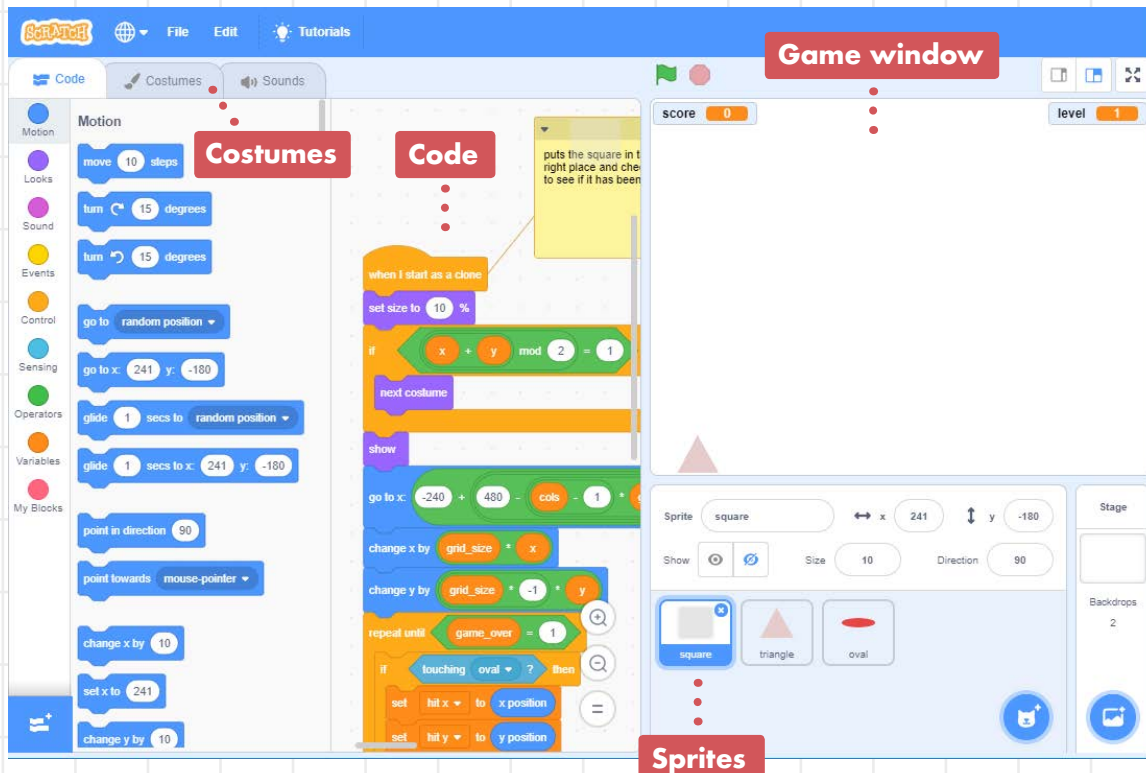 SCRATCH
File Edit Tutorials
Game window
Code Costumes Sounds
Costumes
Code
Motion
Looks
Sound
Events
Control
Sensing
Operators
Variables
My Blocks
Motion
move 10 steps
turn 15 degrees
turn 15 degrees
go to random position
go to x: 241 y: -180
glide 1 secs to random position
glide 1 secs to x: 241 y: -180
point in direction 90
point towards mouse-pointer
change x by 10
set x to 241
change y by 10
puts the square in
right place and
to see if it has been
when I start as a clone
set size to 10 %
if x + y mod 2 = 1
next costume
show
go to x: -240 + 480 - cols - 1 *
change x by grid_size * x
change y by grid_size * -1 * y
repeat until game_over = 1
if touching oval ? then
set hit x to x position
set hit y to y position
score 0
level 1
Sprite square x 241 y -180
Show Size 10 Direction 90
square triangle oval
Stage
Backdrops
2
Sprites